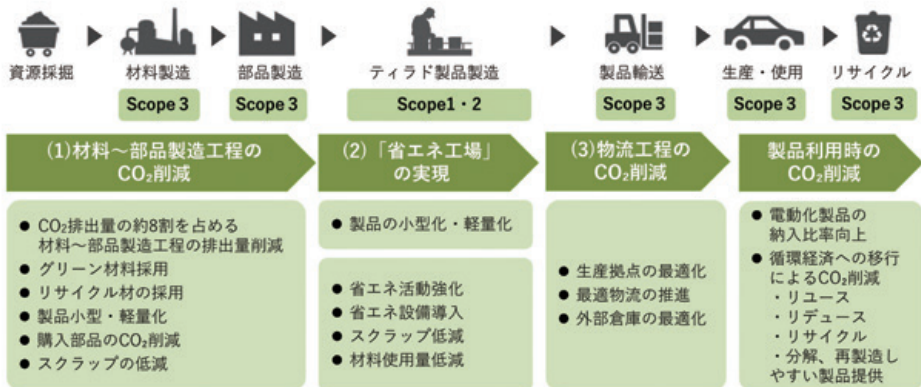 資源採掘
材料製造
部品製造
ティラド製品製造
製品輸送
生産・使用
リサイクル
Scope 3
Scope 3
Scope1・2
Scope 3
Scope 3
Scope 3
(1)材料～部品製造工程の
CO₂削減
(2)「省エネ工場」
の実現
(3)物流工程の
CO₂削減
製品利用時の
CO₂削減
● CO₂排出量の約8割を占める
材料～部品製造工程の排出量削減
● グリーン材料採用
● リサイクル材の採用
● 製品小型・軽量化
● 購入部品のCO₂削減
● スクラップの低減
● 製品の小型化・軽量化
● 省エネ活動強化
● 省エネ設備導入
● スクラップ低減
● 材料使用量低減
● 生産拠点の最適化
● 最適物流の推進
● 外部倉庫の最適化
● 電動化製品の
納入比率向上
● 循環経済への移行
によるCO₂削減
・リユース
・リデュース
・リサイクル
・分解、再製造し
やすい製品提供